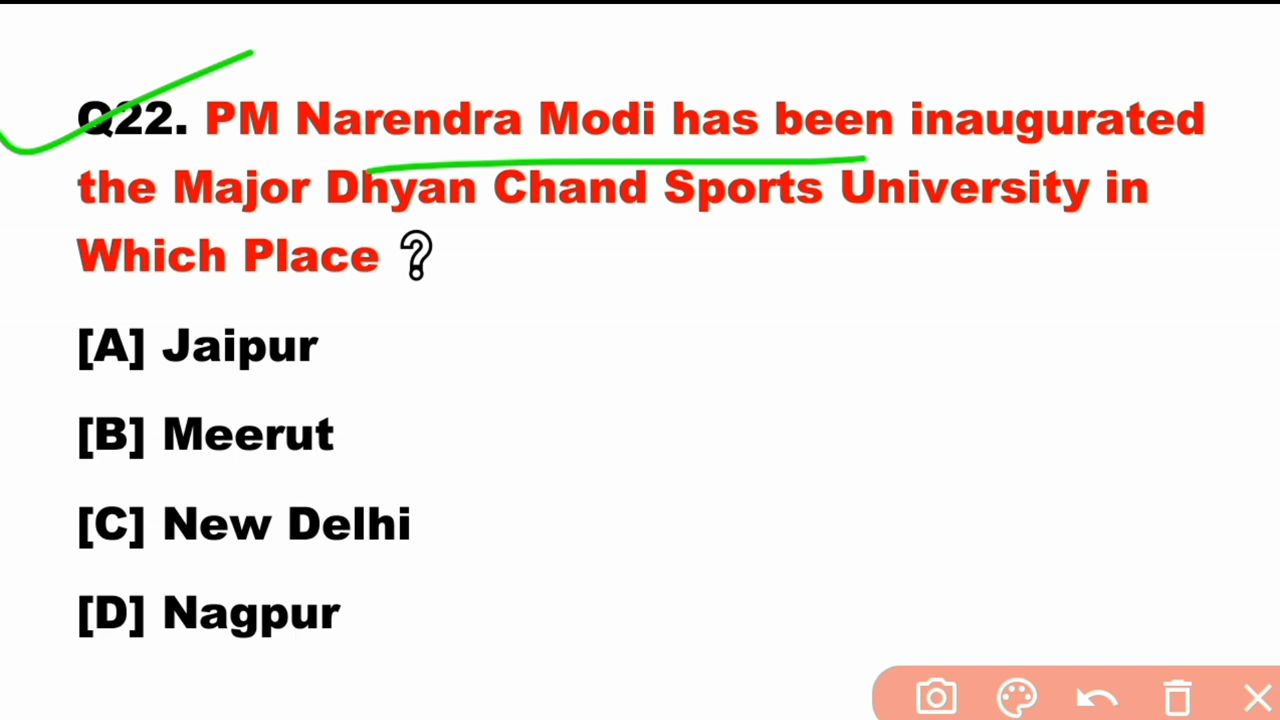 Q22. PM Narendra Modi has been inaugurated
the Major Dhyan Chand Sports University in
Which Place ?
[A] Jaipur
[B] Meerut
[C] New Delhi
[D] Nagpur